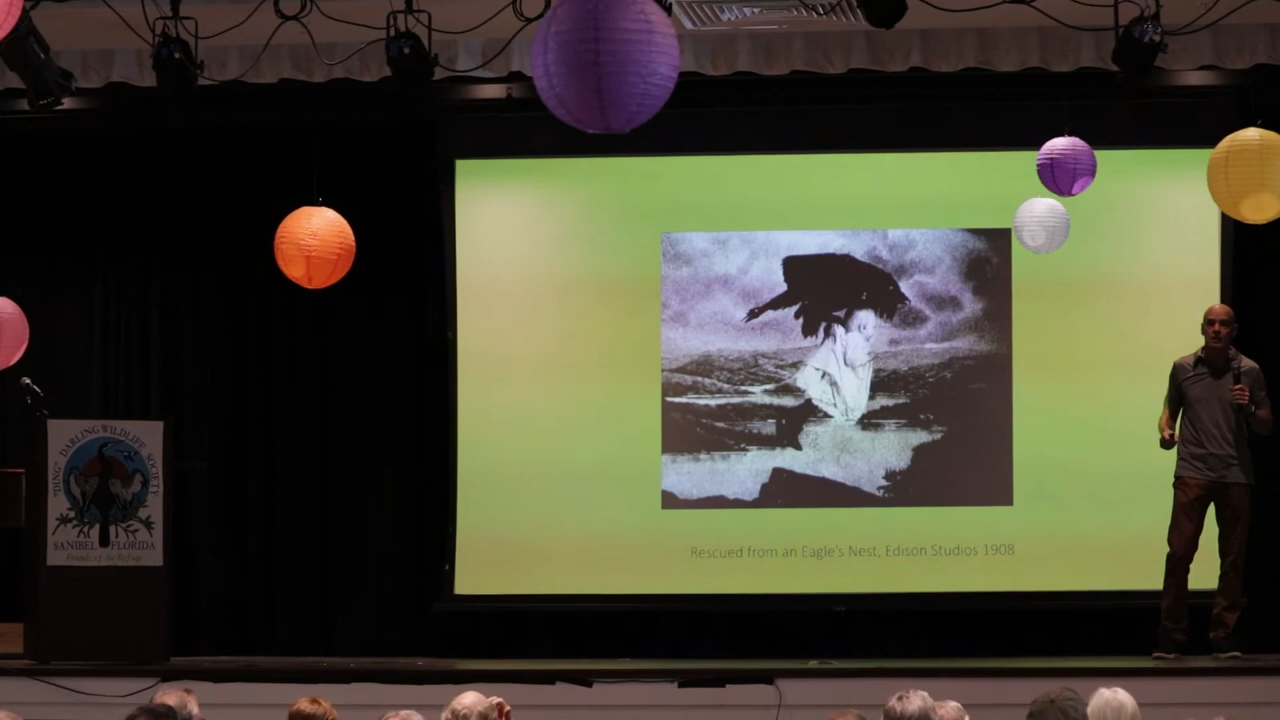 "DING" DARLING WILDLIFE SOCIETY
SANIBEL FLORIDA
Friends of the Refuge
Rescued from an Eagle's Nest, Edison Studios 1908